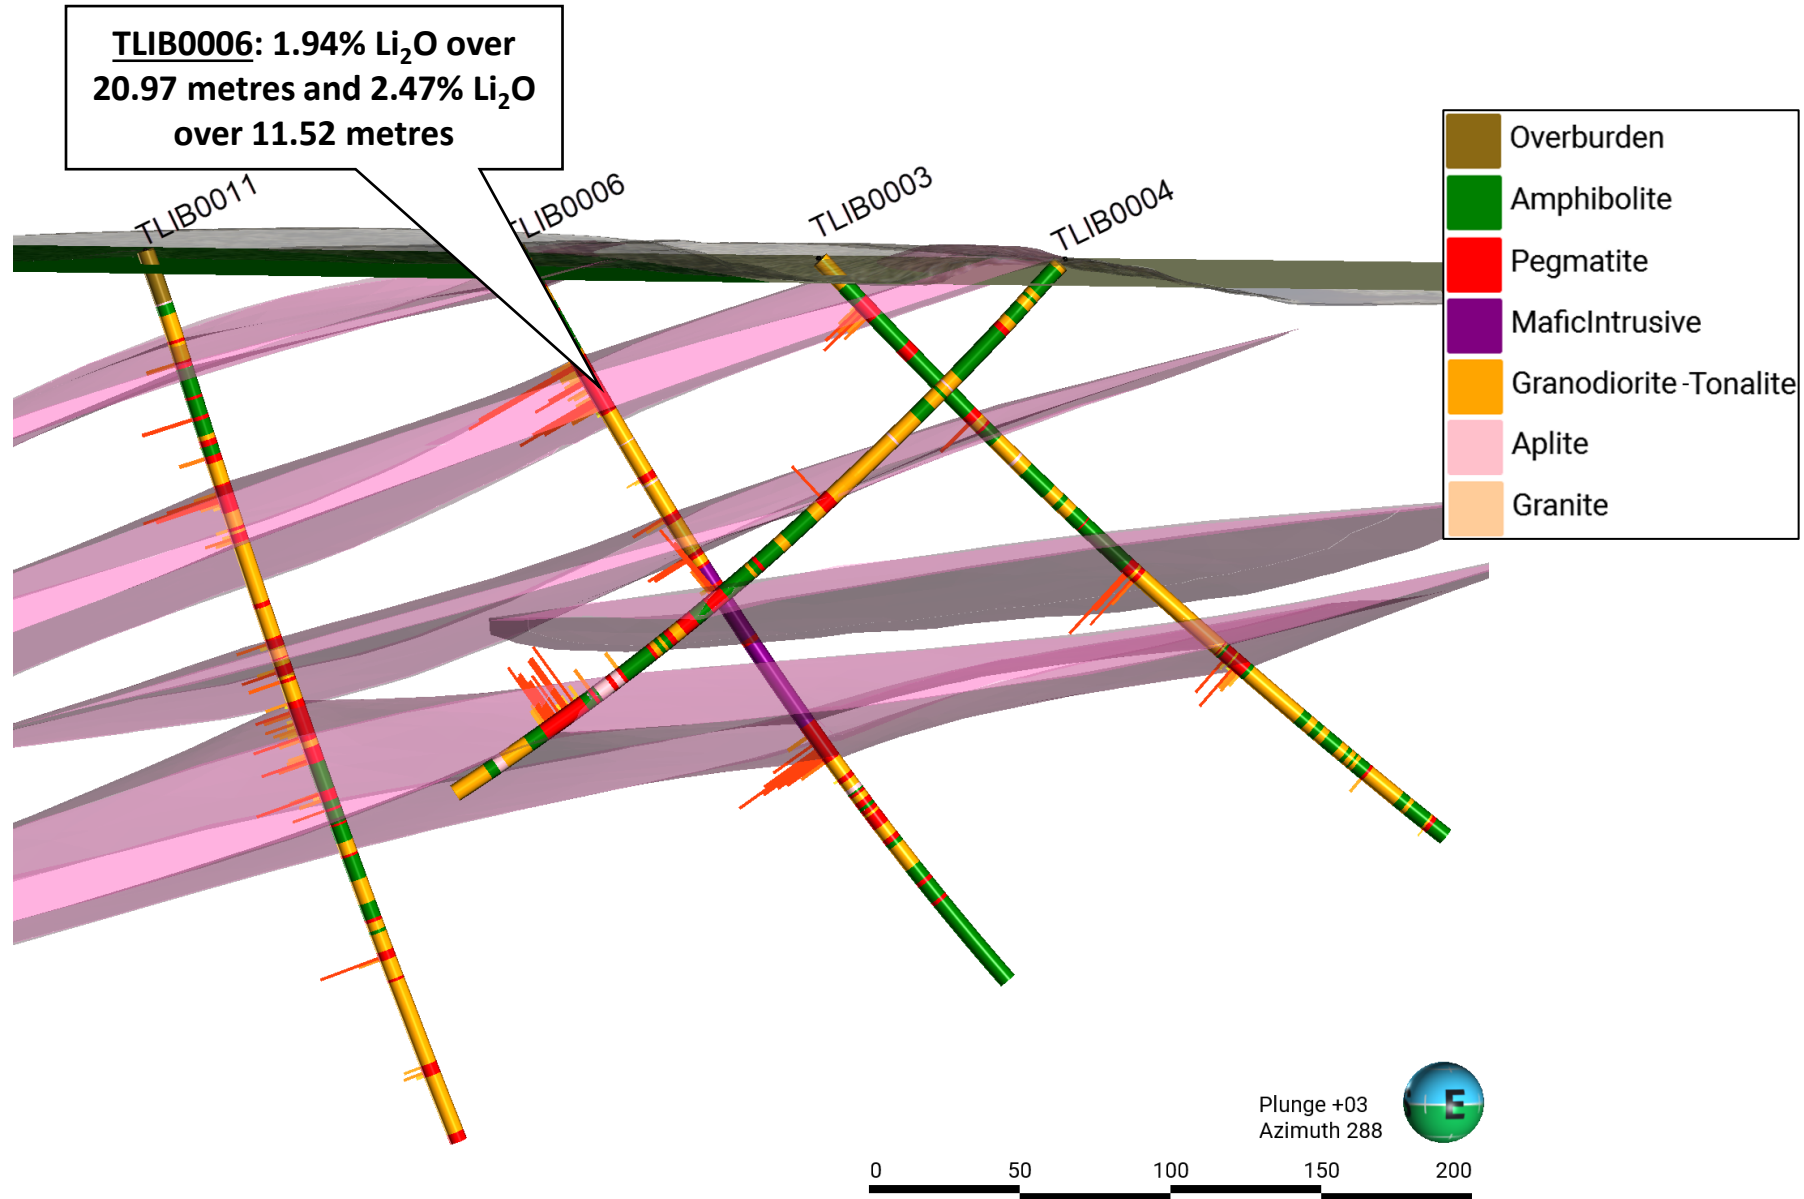 TLIB0006: 1.94% Li₂O over
20.97 metres and 2.47% Li₂O
over 11.52 metres
TLIB0011
TLIB0006
TLIB0003
TLIB0004
Overburden
Amphibolite
Pegmatite
MaficIntrusive
Granodiorite-Tonalite
Aplite
Granite
Plunge +03
Azimuth 288
E
0 50 100 150 200